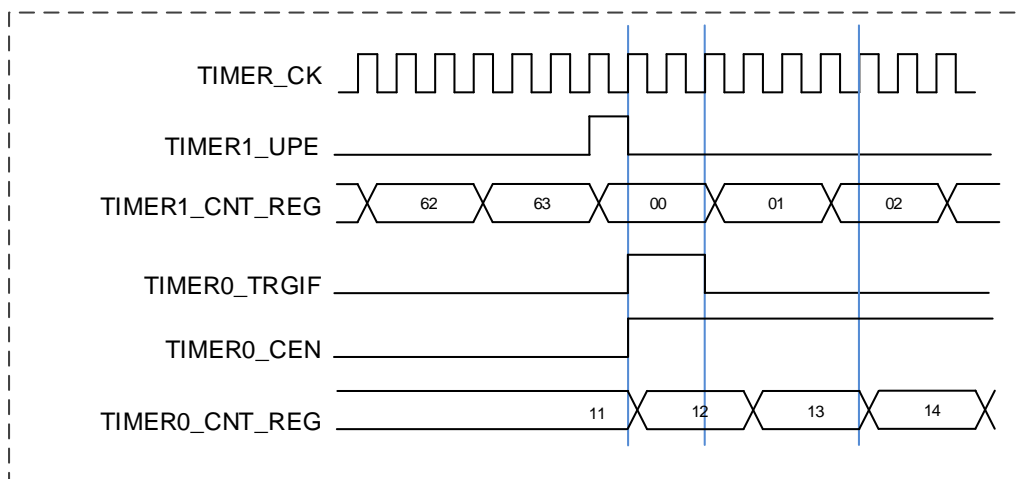 TIMER_CK
TIMER1_UPE
TIMER1_CNT_REG 62 63 00 01 02
TIMER0_TRGIF
TIMER0_CEN
TIMER0_CNT_REG 11 12 13 14